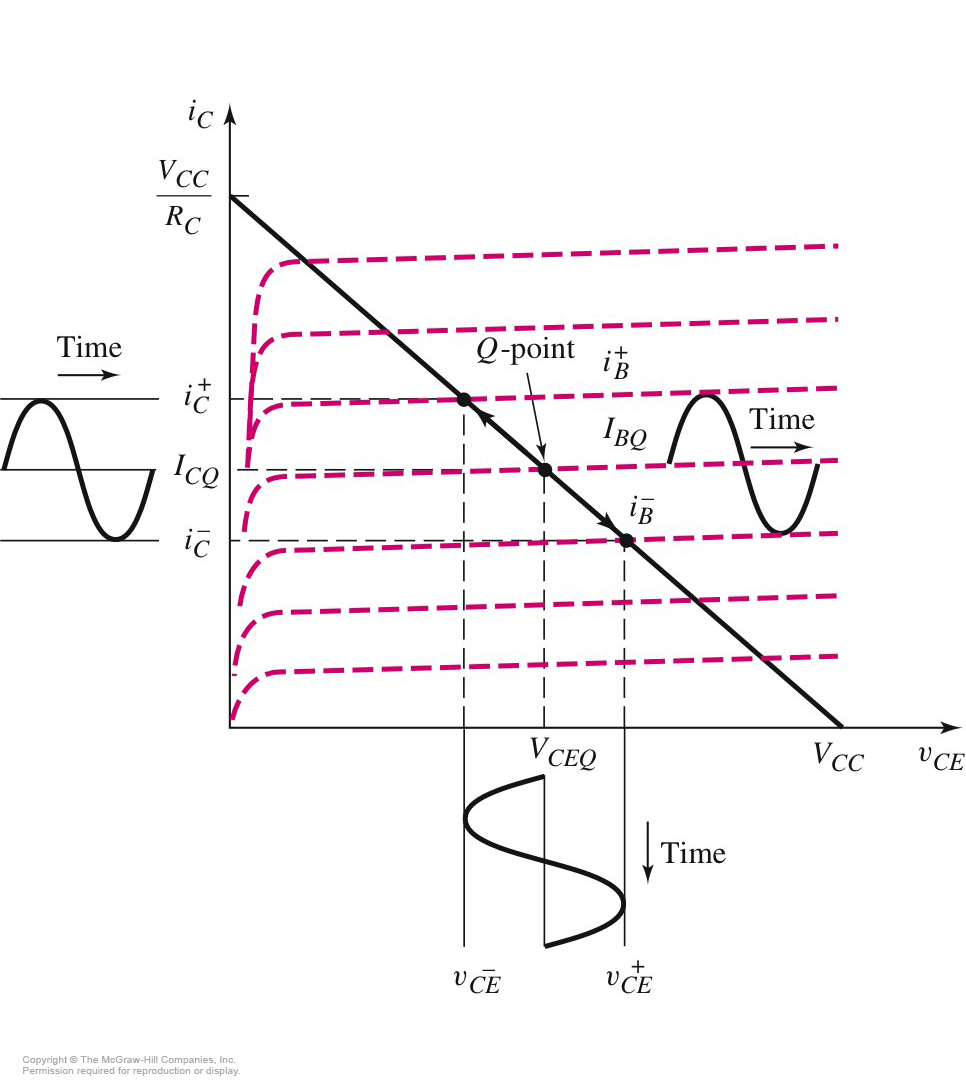 i_C
V_CC
R_C
Time
Q-point
i_B^+
i_C^+
Time
I_BQ
I_CQ
i_B^−
i_C^−
V_CEQ
V_CC
v_CE
Time
v_CE^−
v_CE^+
Copyright © The McGraw-Hill Companies, Inc.
Permission required for reproduction or display.